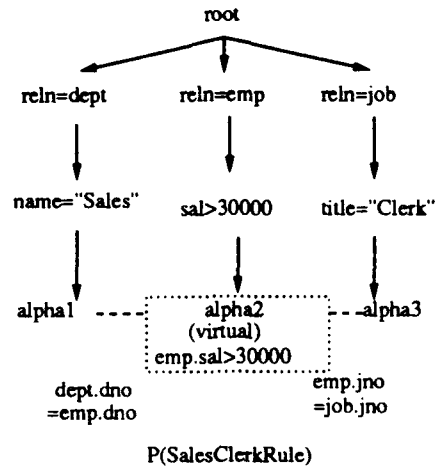 root
reln=dept reln=emp reln=job
name="Sales" sal>30000 title="Clerk"
alpha1 alpha2 alpha3
(virtual)
emp.sal>30000
dept.dno
=emp.dno
emp.jno
=job.jno
P(SalesClerkRule)